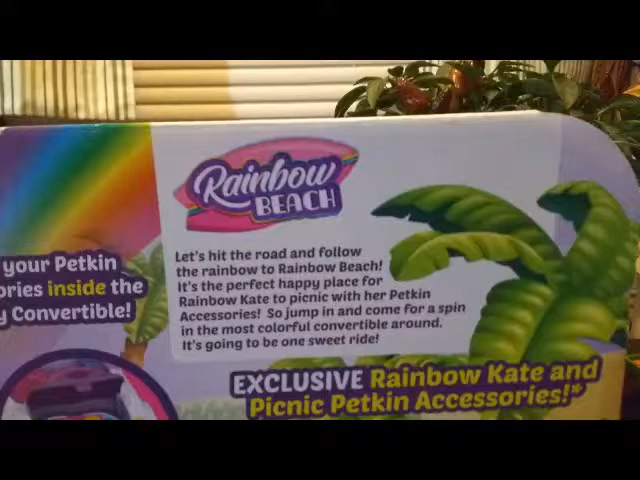 Rainbow
BEACH
Let's hit the road and follow
the rainbow to Rainbow Beach!
It's the perfect happy place for
Rainbow Kate to picnic with her Petkin
Accessories! So jump in and come for a spin
in the most colorful convertible around.
It's going to be one sweet ride!
your Petkin
ories inside the
y Convertible!
EXCLUSIVE Rainbow Kate and
Picnic Petkin Accessories!*